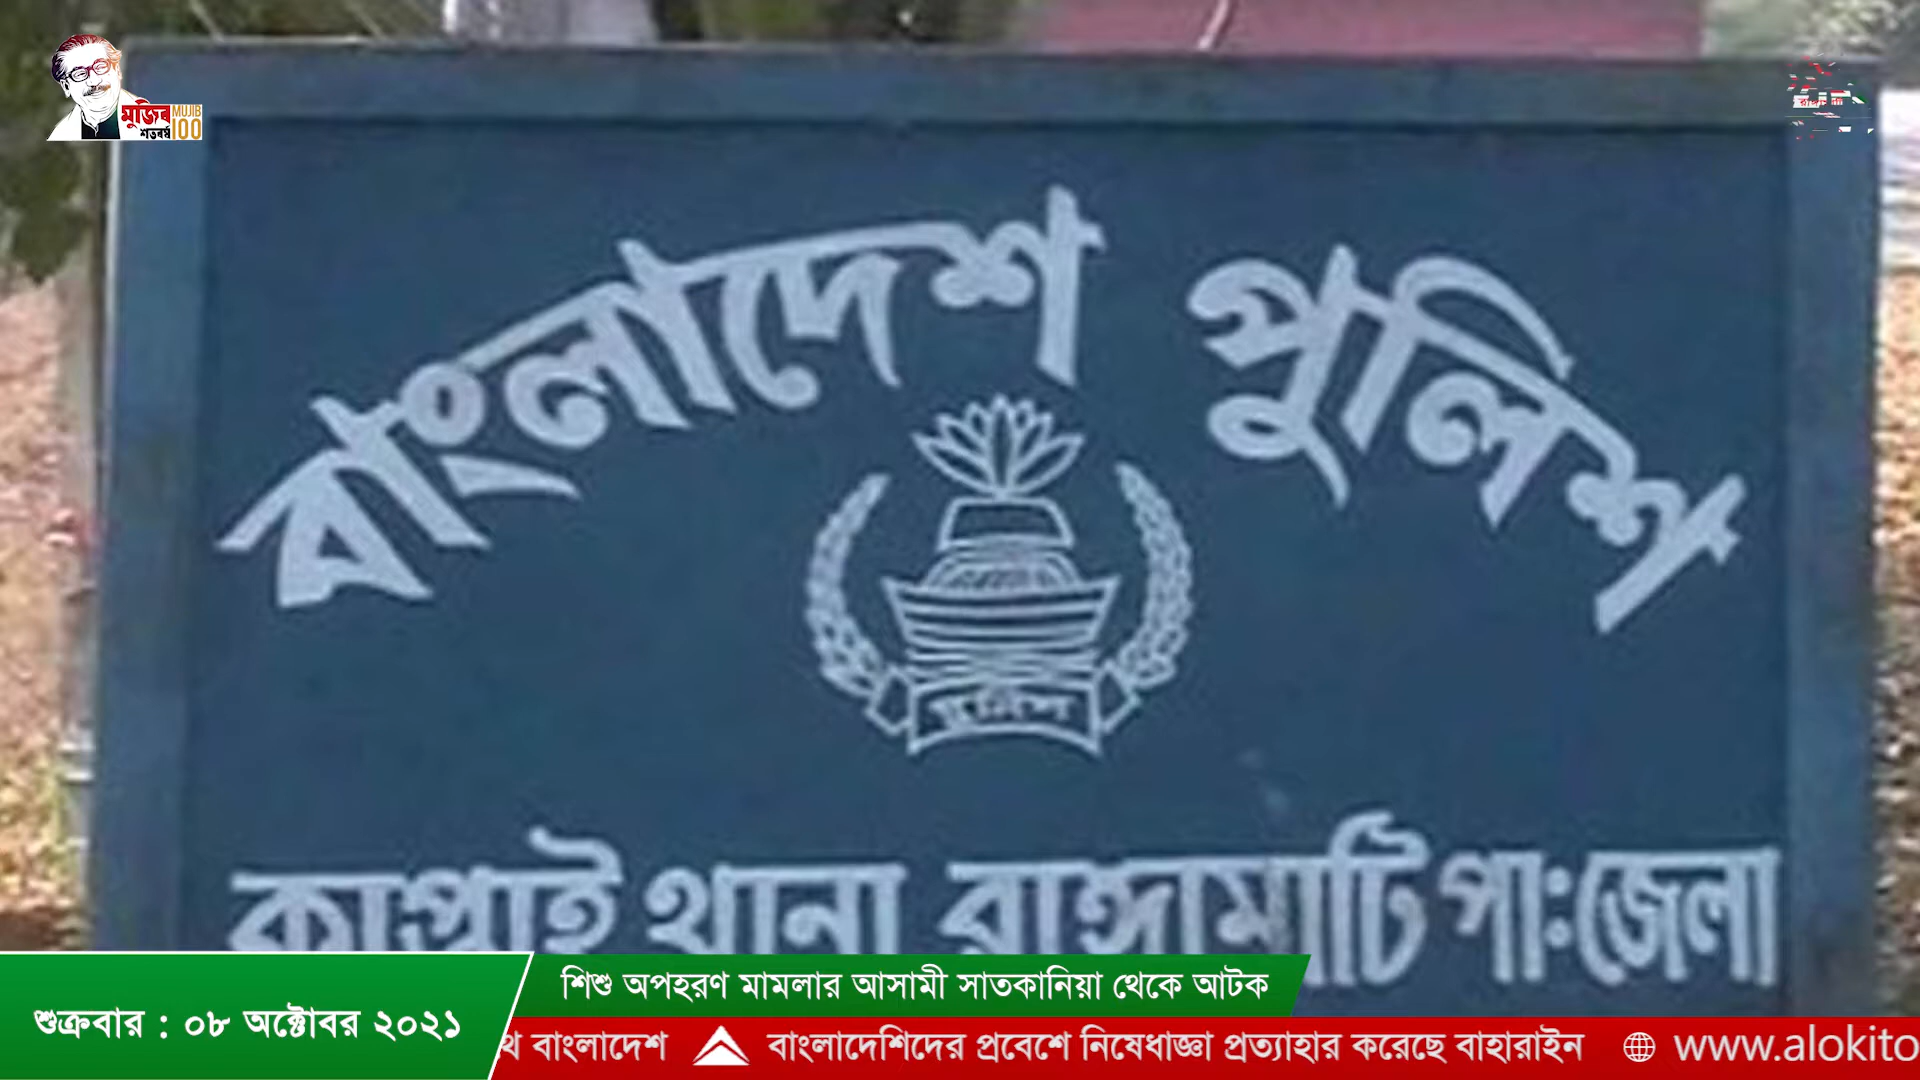 মুজিব
শতবর্ষ
MUJIB
100
বাংলাদেশ পুলিশ
পুলিশ
কাপ্তাই থানা রাঙ্গামাটি পাঃজেলা
শিশু অপহরণ মামলার আসামী সাতকানিয়া থেকে আটক
শুক্রবার : ০৮ অক্টোবর ২০২১
বাংলাদেশ
বাংলাদেশিদের প্রবেশে নিষেধাজ্ঞা প্রত্যাহার করেছে বাহারাইন
www.alokito